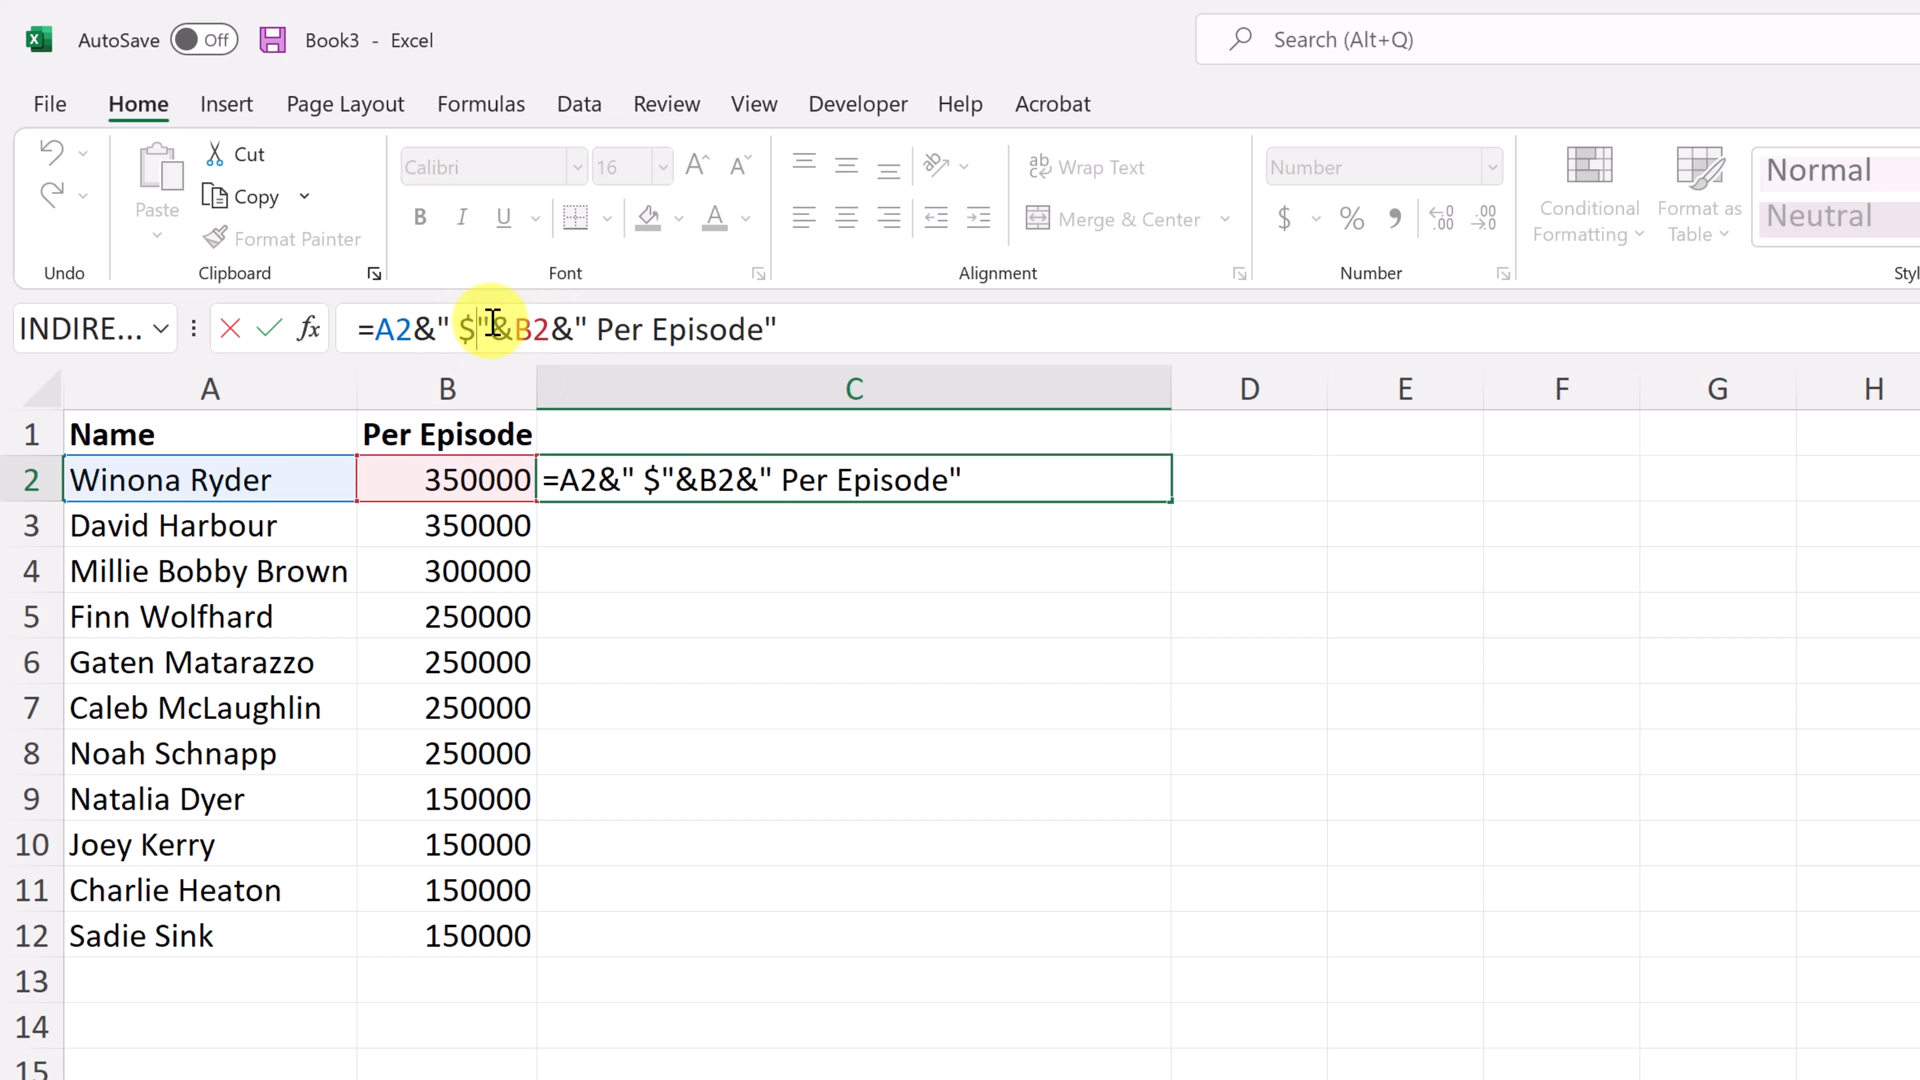 AutoSave Off Book3 - Excel Search (Alt+Q)
File Home Insert Page Layout Formulas Data Review View Developer Help Acrobat
Cut
Copy
Paste
Format Painter
Undo
Clipboard
Calibri 16
B I U A
Font
ab Wrap Text
Merge & Center
Alignment
Number
$ % , .00 .00
Number
Conditional Formatting
Format as Table
Normal
Neutral
Styl
INDIRE... fx =A2&" $"&B2&" Per Episode"
A B C D E F G H
1 Name Per Episode
2 Winona Ryder 350000 =A2&" $"&B2&" Per Episode"
3 David Harbour 350000
4 Millie Bobby Brown 300000
5 Finn Wolfhard 250000
6 Gaten Matarazzo 250000
7 Caleb McLaughlin 250000
8 Noah Schnapp 250000
9 Natalia Dyer 150000
10 Joey Kerry 150000
11 Charlie Heaton 150000
12 Sadie Sink 150000
13
14
15